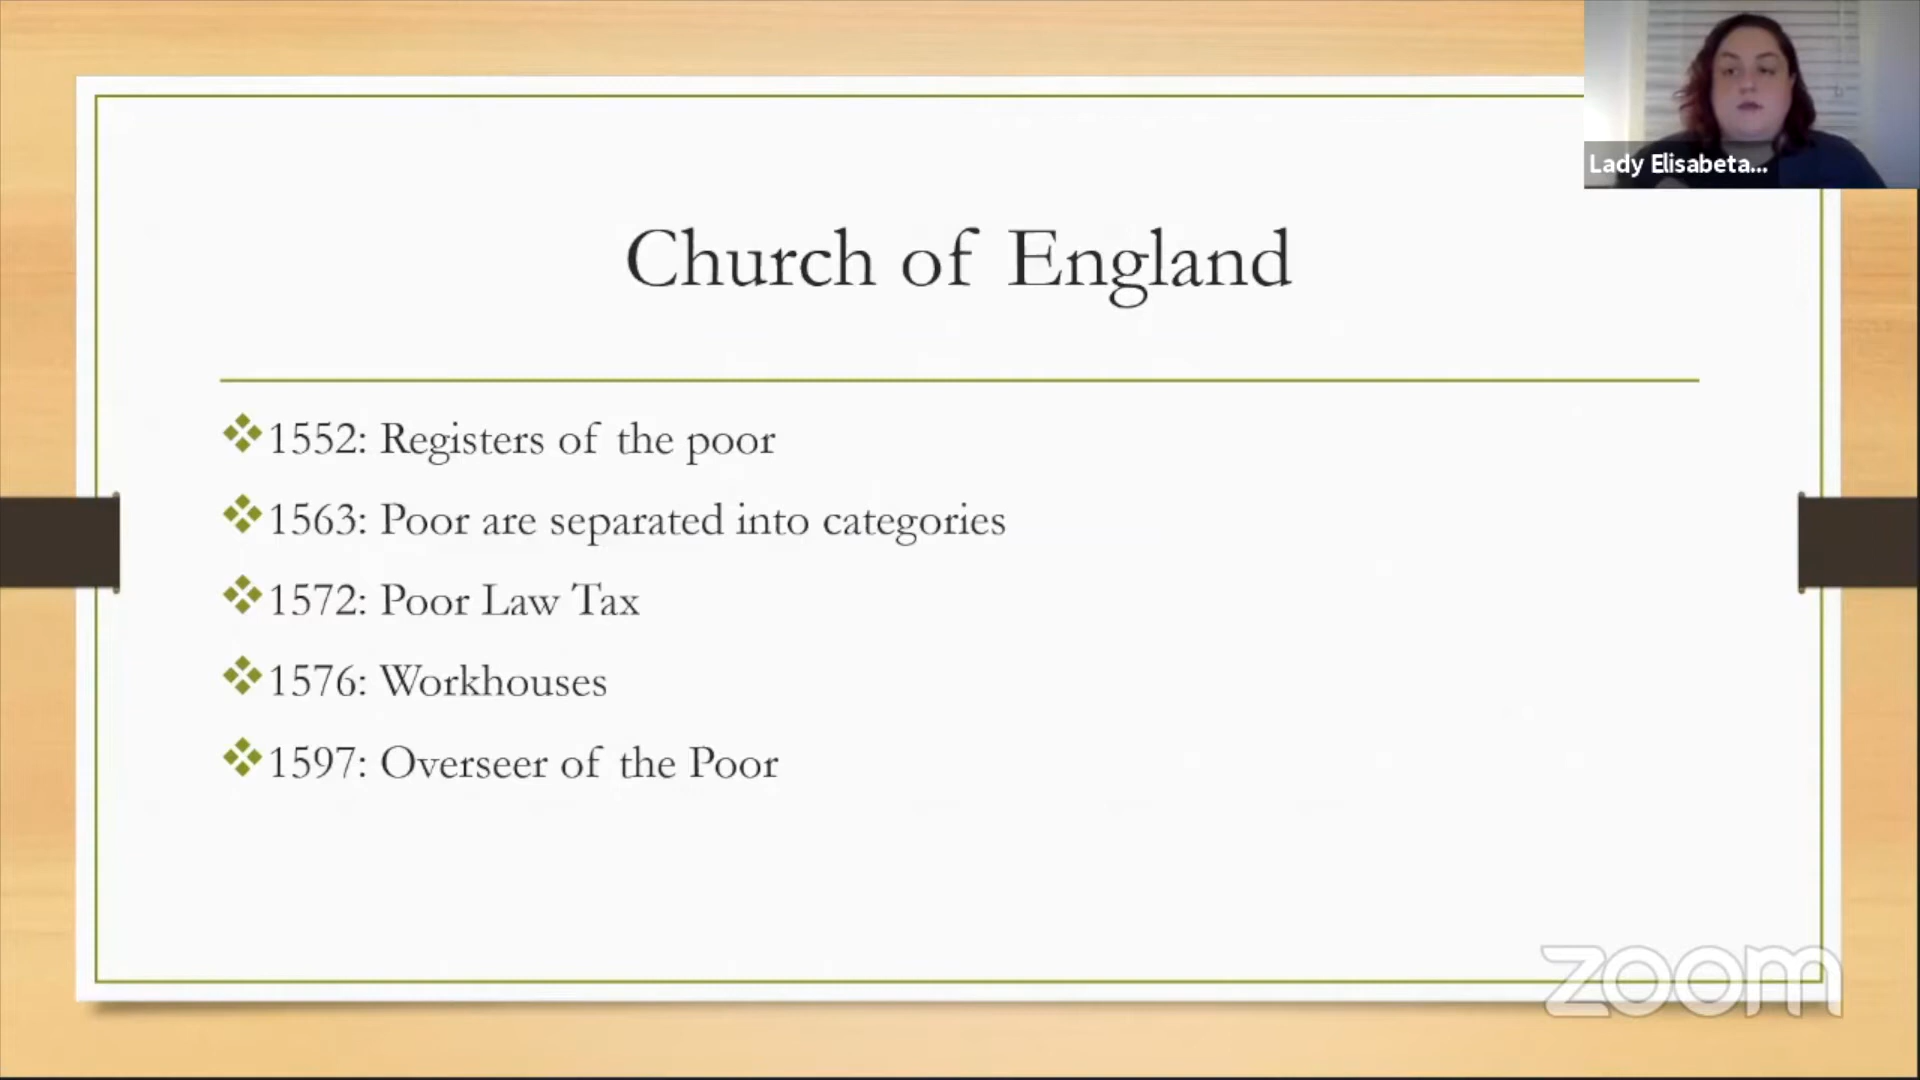 Lady Elisabeta...
Church of England
1552: Registers of the poor
1563: Poor are separated into categories
1572: Poor Law Tax
1576: Workhouses
1597: Overseer of the Poor
zoom